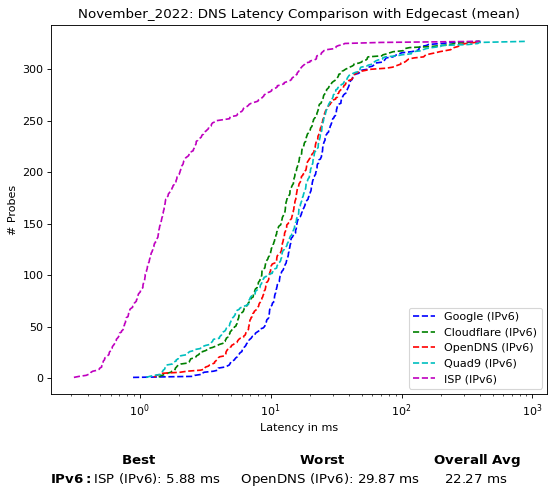 November_2022: DNS Latency Comparison with Edgecast (mean)
# Probes
300
250
200
150
100
50
0
10⁰
10¹
10²
10³
Latency in ms
Google (IPv6)
Cloudflare (IPv6)
OpenDNS (IPv6)
Quad9 (IPv6)
ISP (IPv6)
Best Worst Overall Avg
IPv6: ISP (IPv6): 5.88 ms OpenDNS (IPv6): 29.87 ms 22.27 ms